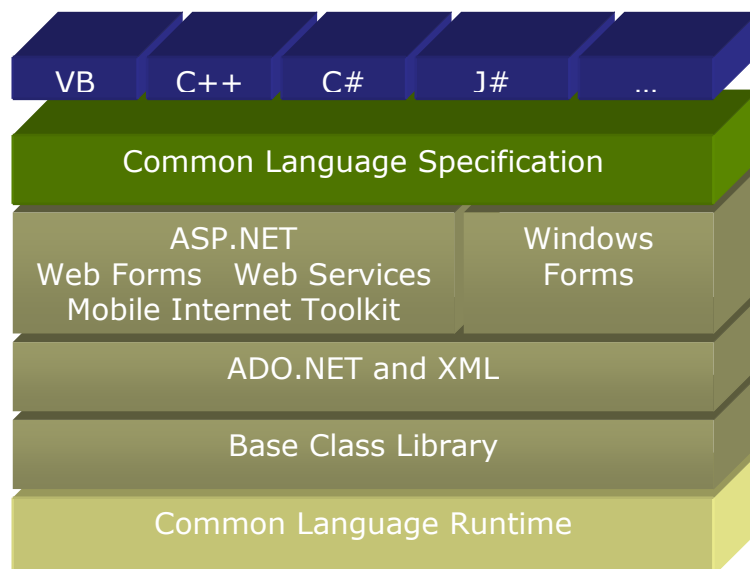 VB C++ C# J# ...
Common Language Specification
ASP.NET
Web Forms Web Services
Mobile Internet Toolkit
Windows
Forms
ADO.NET and XML
Base Class Library
Common Language Runtime